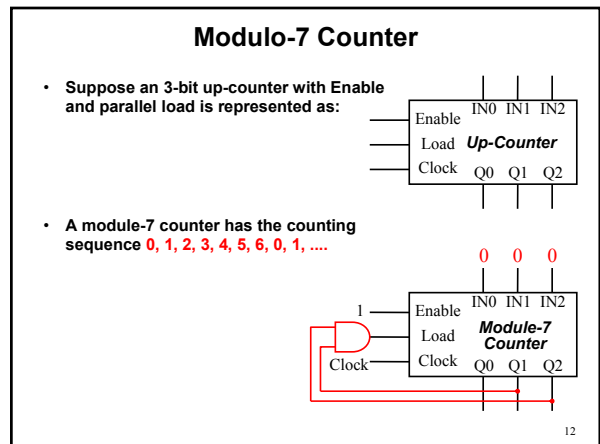 Modulo-7 Counter
• Suppose an 3-bit up-counter with Enable
and parallel load is represented as:
IN0 IN1 IN2
Enable
Load Up-Counter
Clock Q0 Q1 Q2
• A module-7 counter has the counting
sequence 0, 1, 2, 3, 4, 5, 6, 0, 1, ....
0 0 0
IN0 IN1 IN2
1 Enable
Load Module-7
Counter
Clock Clock Q0 Q1 Q2
12